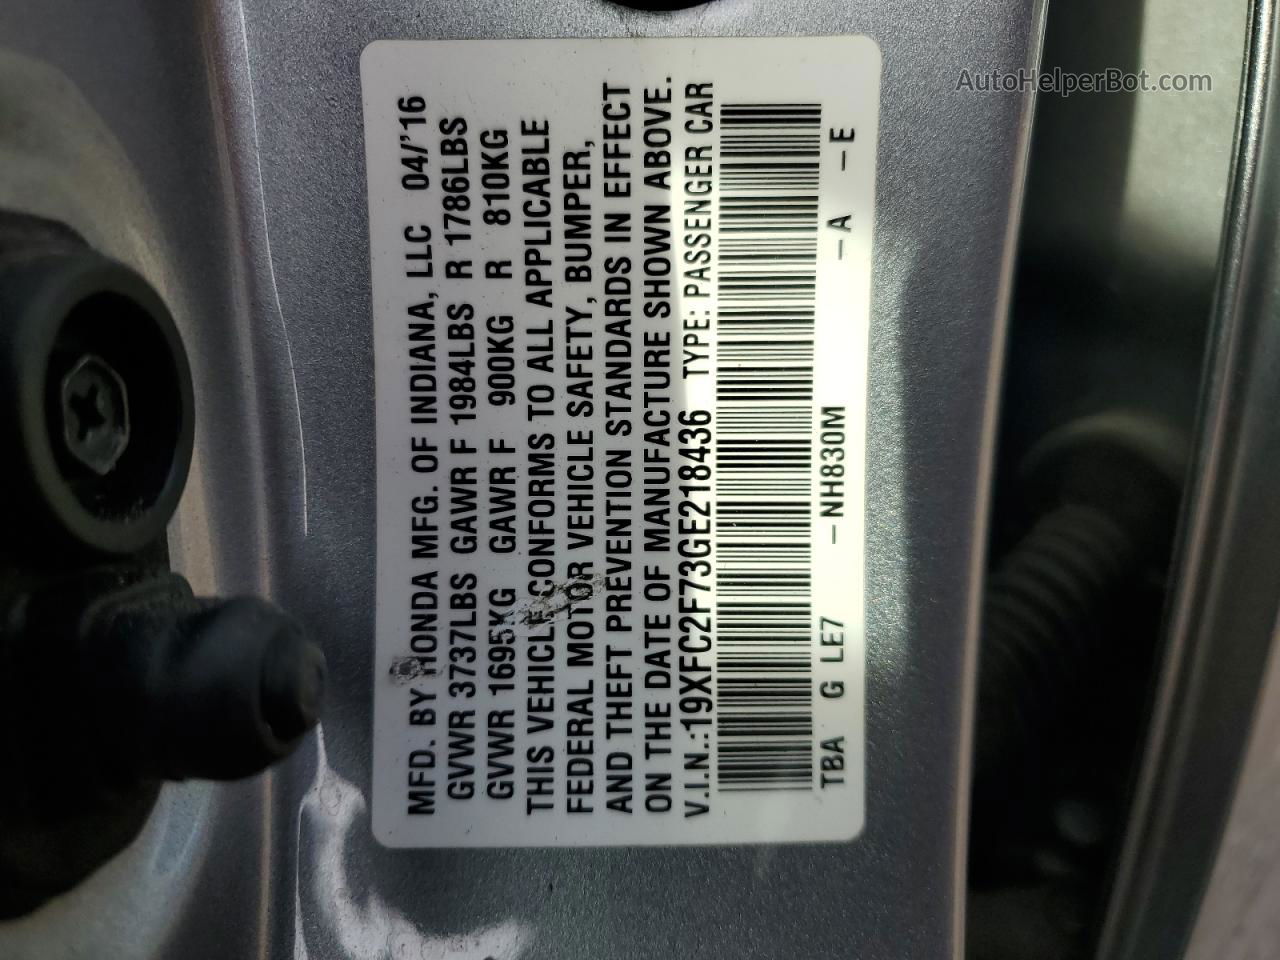 MFD. BY HONDA MFG. OF INDIANA, LLC 04/'16
GVWR 3737LBS GAWR F 1984LBS R 1786LBS
GVWR 1695KG GAWR F 900KG R 810KG
THIS VEHICLE CONFORMS TO ALL APPLICABLE
FEDERAL MOTOR VEHICLE SAFETY, BUMPER,
AND THEFT PREVENTION STANDARDS IN EFFECT
ON THE DATE OF MANUFACTURE SHOWN ABOVE.
V.I.N.:19XFC2F73GE218436 TYPE: PASSENGER CAR
TBA G LE7 –NH830M –A –E
AutoHelperBot.com